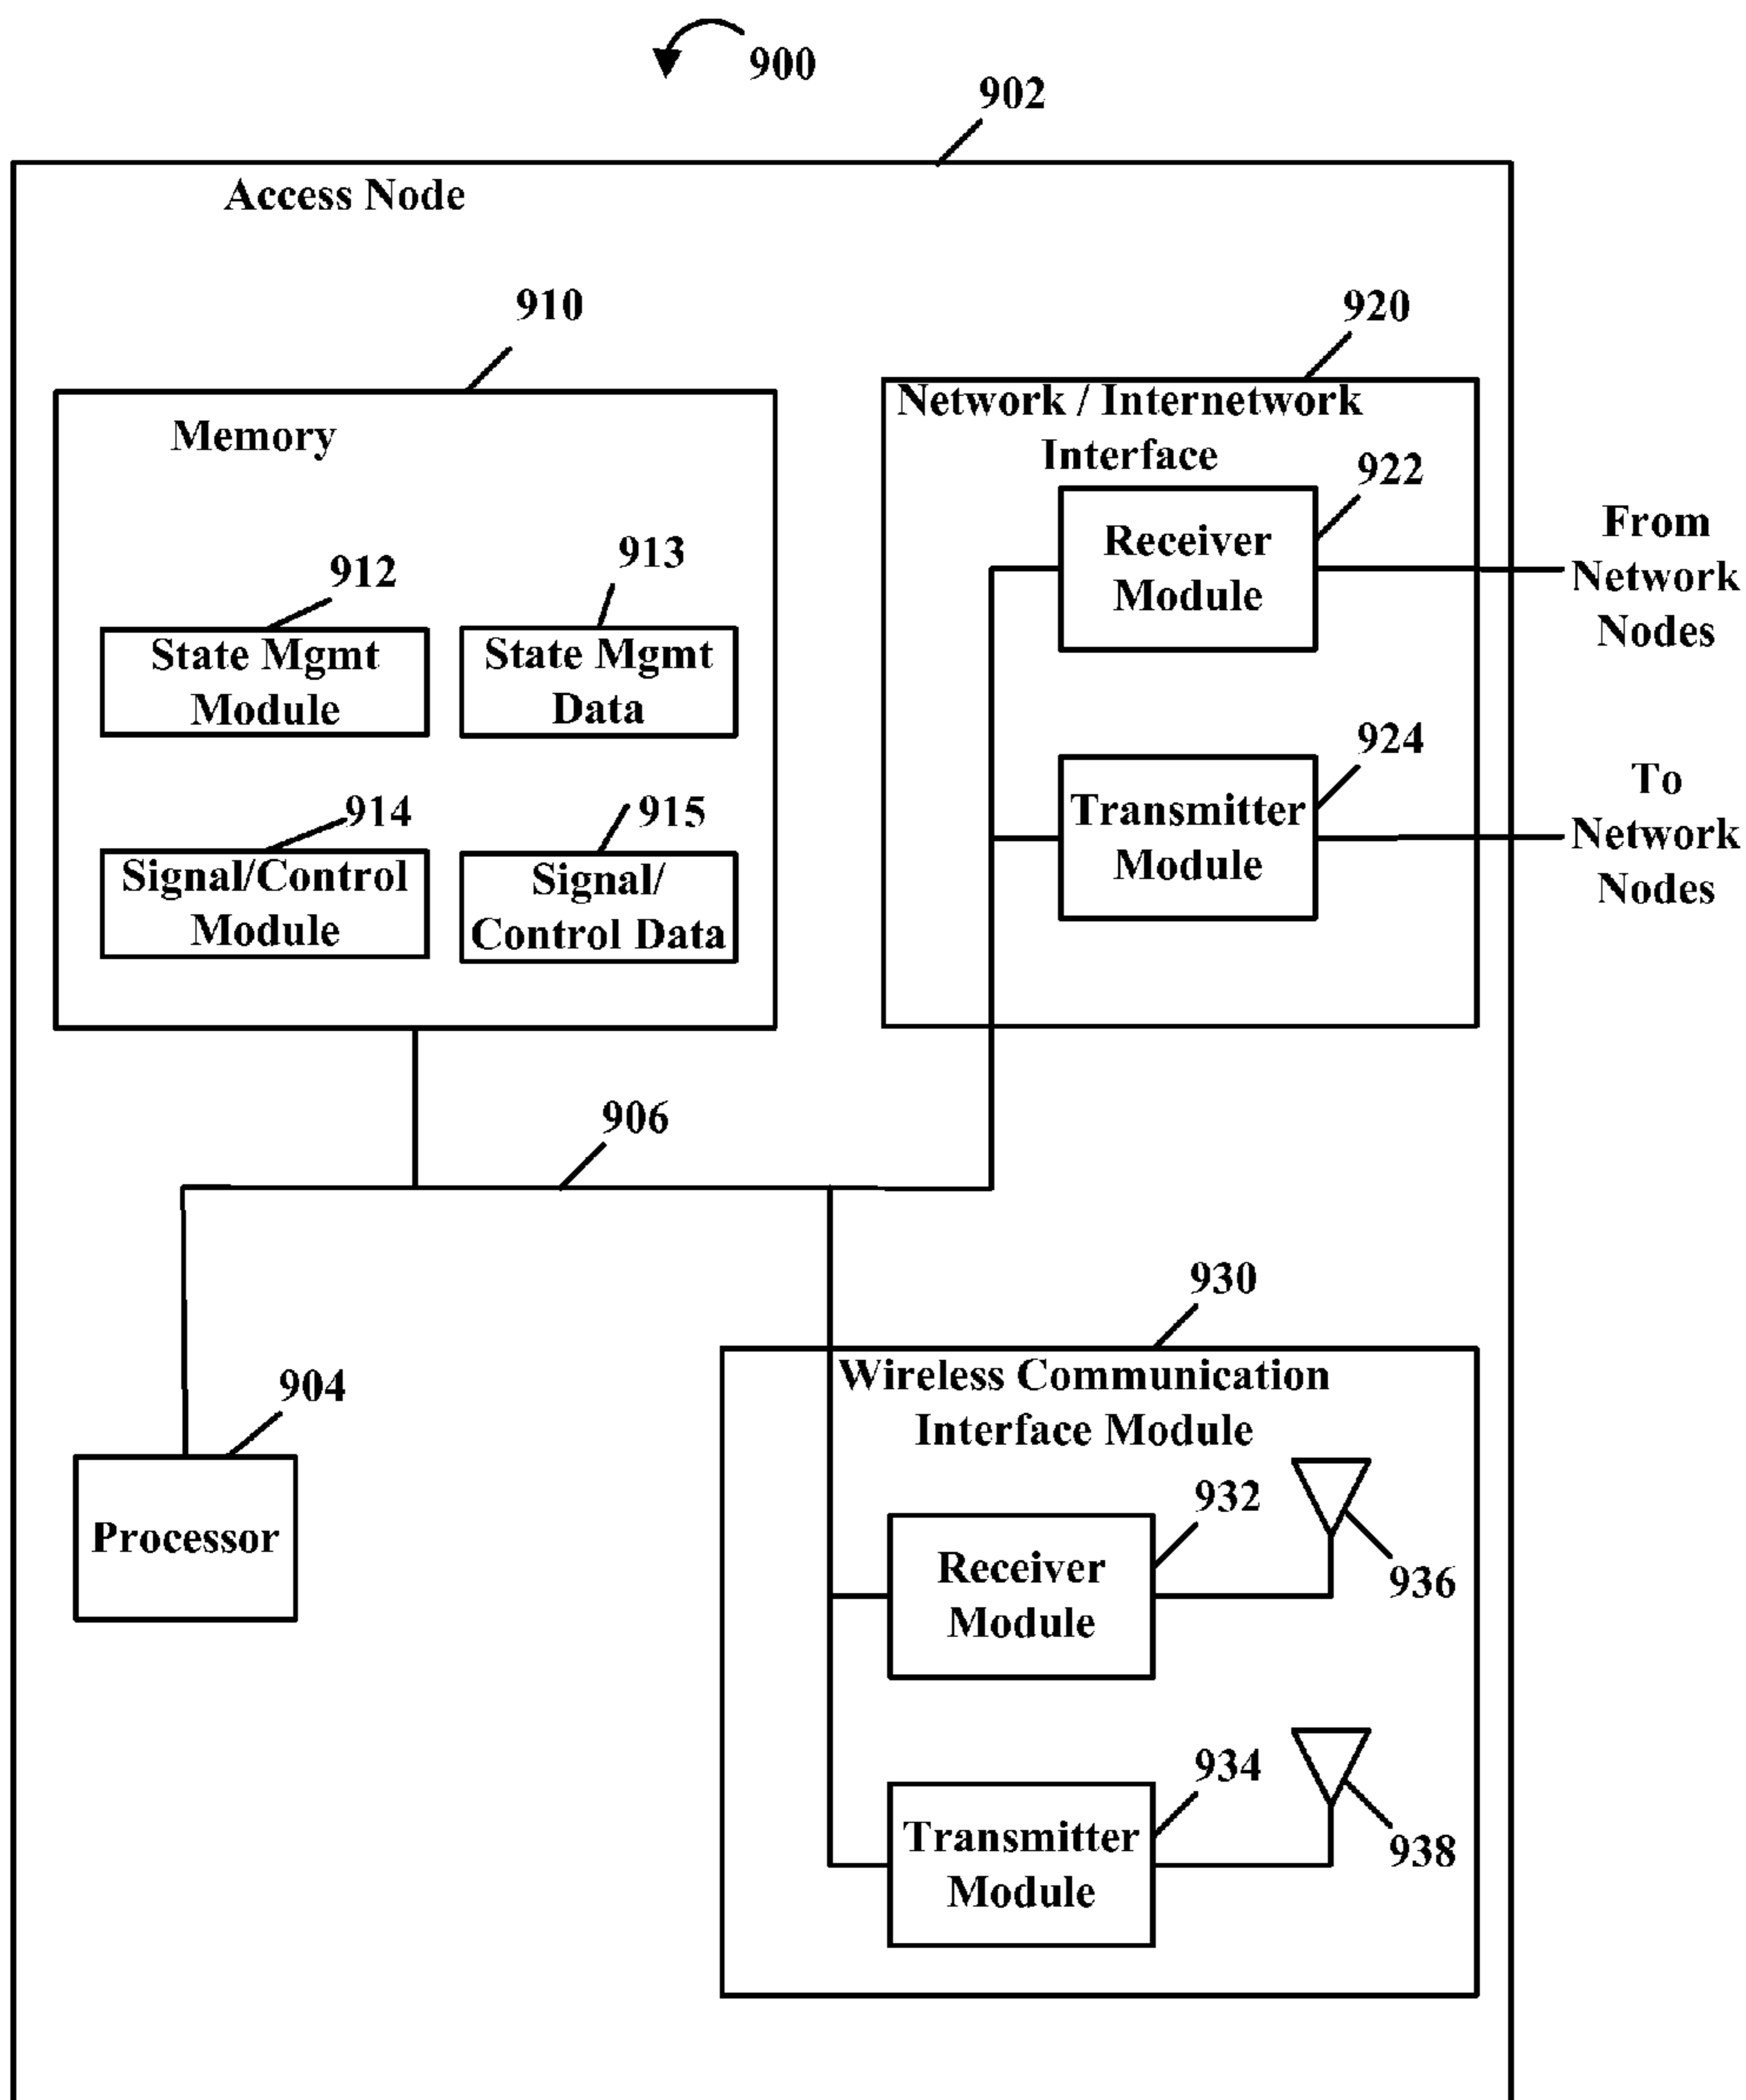 900
902
Access Node
910
Memory
912
913
State Mgmt
Module
State Mgmt
Data
914
915
Signal/Control
Module
Signal/
Control Data
920
Network / Internetwork
Interface
922
Receiver
Module
From
Network
Nodes
924
Transmitter
Module
To
Network
Nodes
906
904
Processor
930
Wireless Communication
Interface Module
932
Receiver
Module
936
934
Transmitter
Module
938